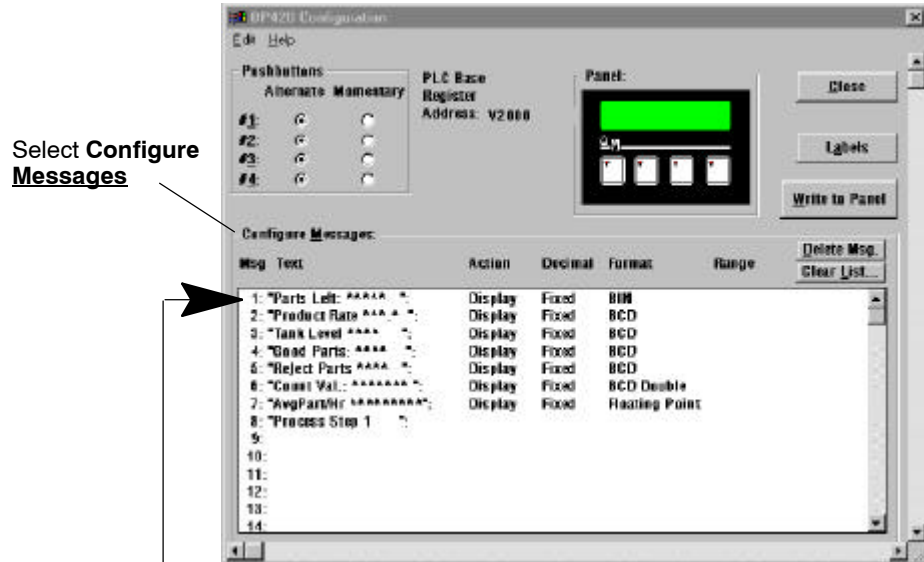 OP420 Configuration
Edit Help
Pushbuttons
Alternate Momentary
#1:
#2:
#3:
#4:
PLC Base
Register
Address: V2000
Panel:
Close
Labels
Write to Panel
Select Configure
Messages
Configure Messages:
Delete Msg.
Clear List...
Msg Text Action Decimal Format Range
1: "Parts Left: ^^^^^. ": Display Fixed BIN
2: "Product Rate ^^^.^ ": Display Fixed BCD
3: "Tank Level ^^^^ ": Display Fixed BCD
4: "Good Parts: ^^^^ ": Display Fixed BCD
5: "Reject Parts ^^^^ ": Display Fixed BCD
6: "Count Val.: ^^^^^^^ ": Display Fixed BCD Double
7: "AvgPart/Hr ^^^^^^^^^": Display Fixed Floating Point
8: "Process Step 1 ":
9:
10:
11:
12:
13:
14: